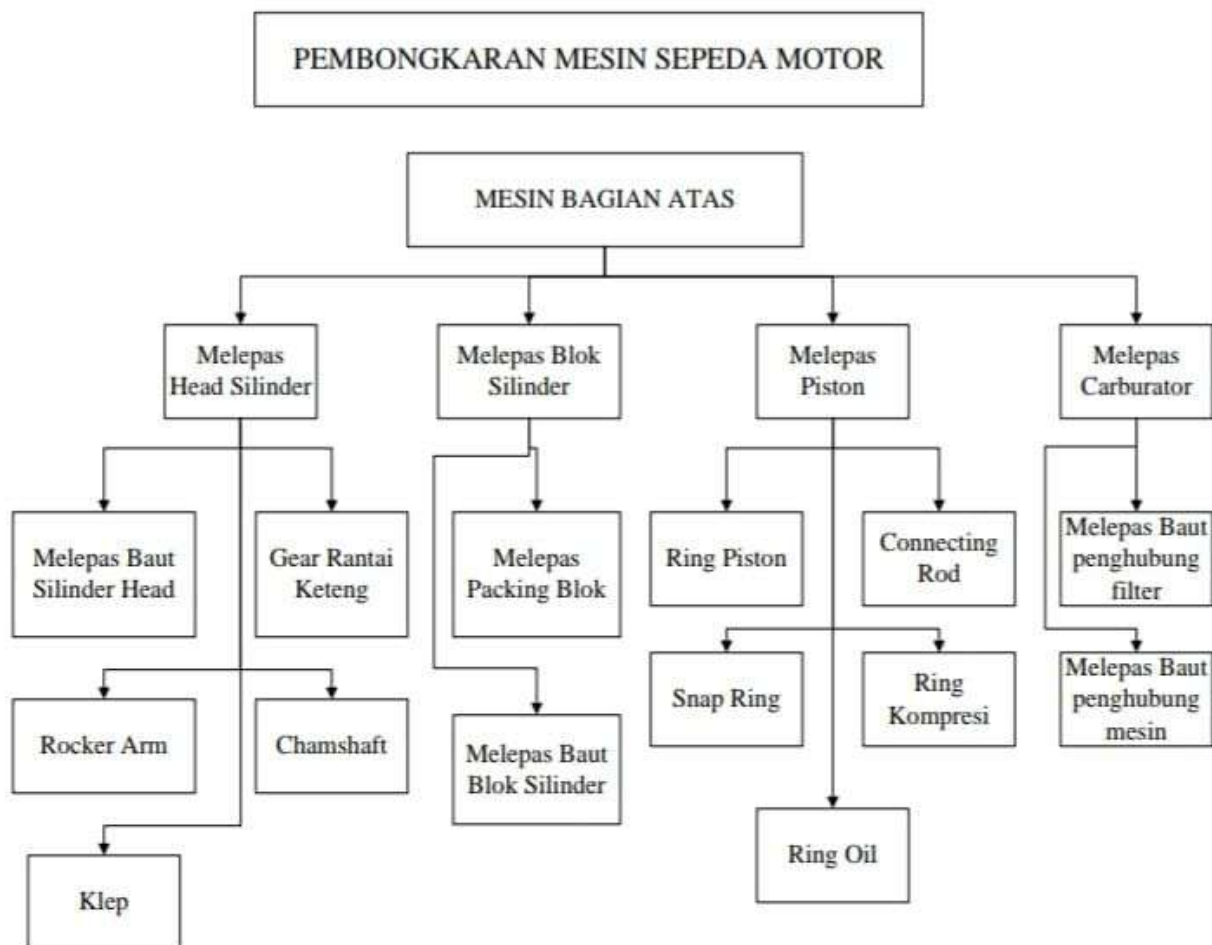 PEMBONGKARAN MESIN SEPEDA MOTOR
MESIN BAGIAN ATAS
Melepas
Head Silinder
Melepas Blok
Silinder
Melepas
Piston
Melepas
Carburator
Melepas Baut
Silinder Head
Gear Rantai
Keteng
Melepas
Packing Blok
Ring Piston
Connecting
Rod
Melepas Baut
penghubung
filter
Rocker Arm
Chamshaft
Melepas Baut
Blok Silinder
Snap Ring
Ring
Kompresi
Melepas Baut
penghubung
mesin
Klep
Ring Oil